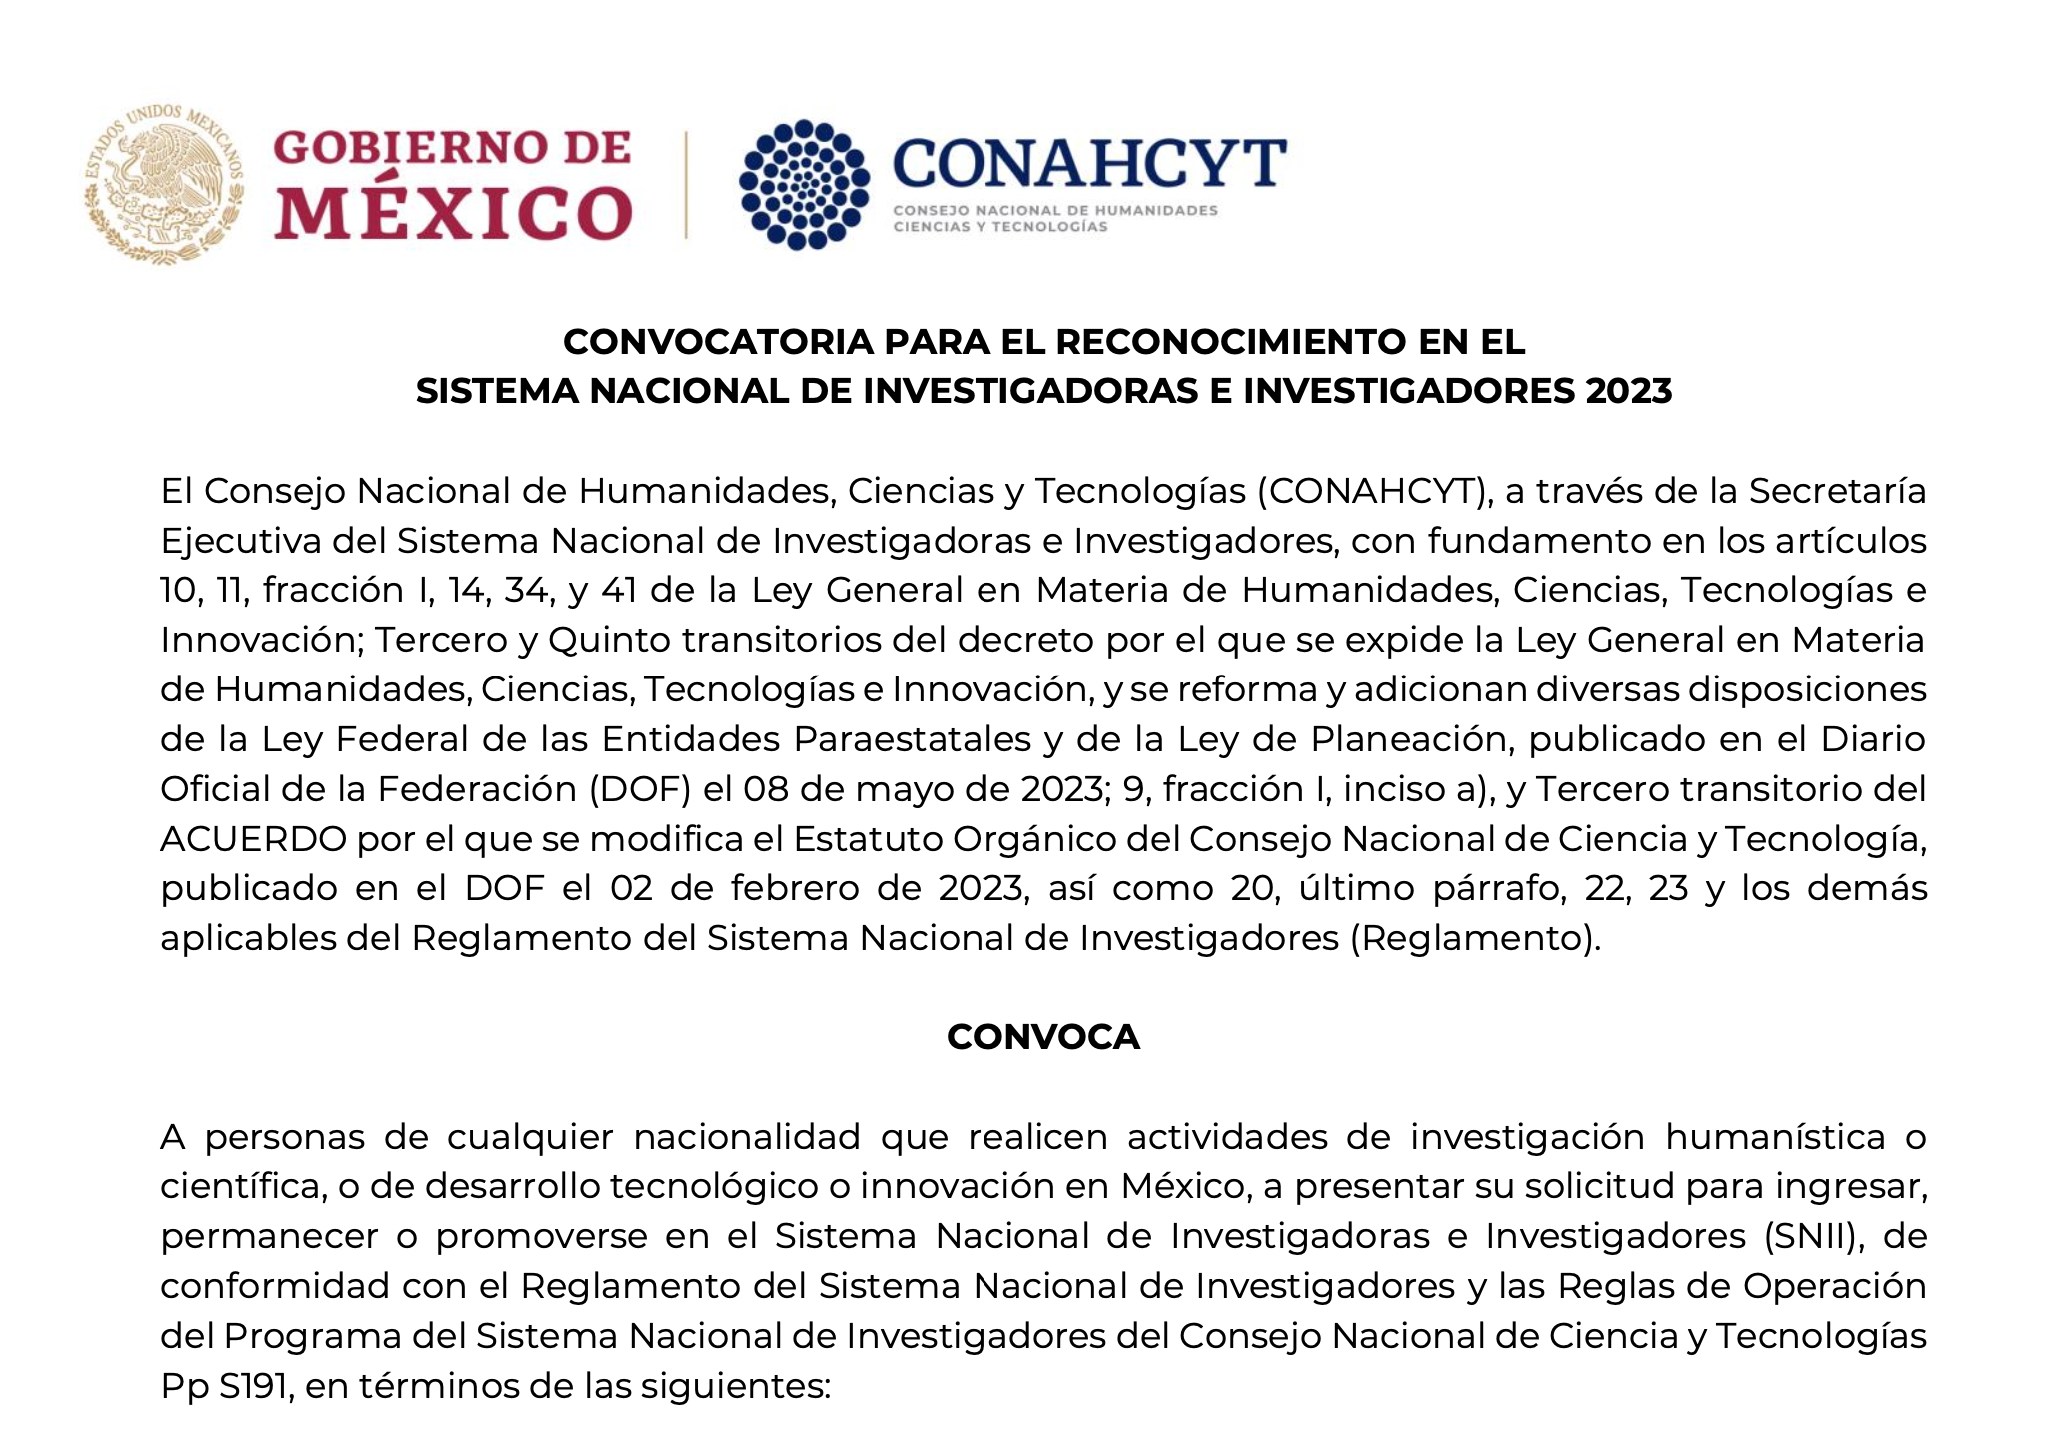 ESTADOS UNIDOS MEXICANOS
GOBIERNO DE
MÉXICO
CONAHCYT
CONSEJO NACIONAL DE HUMANIDADES
CIENCIAS Y TECNOLOGÍAS
CONVOCATORIA PARA EL RECONOCIMIENTO EN EL
SISTEMA NACIONAL DE INVESTIGADORAS E INVESTIGADORES 2023
El Consejo Nacional de Humanidades, Ciencias y Tecnologías (CONAHCYT), a través de la Secretaría
Ejecutiva del Sistema Nacional de Investigadoras e Investigadores, con fundamento en los artículos
10, 11, fracción I, 14, 34, y 41 de la Ley General en Materia de Humanidades, Ciencias, Tecnologías e
Innovación; Tercero y Quinto transitorios del decreto por el que se expide la Ley General en Materia
de Humanidades, Ciencias, Tecnologías e Innovación, y se reforma y adicionan diversas disposiciones
de la Ley Federal de las Entidades Paraestatales y de la Ley de Planeación, publicado en el Diario
Oficial de la Federación (DOF) el 08 de mayo de 2023; 9, fracción I, inciso a), y Tercero transitorio del
ACUERDO por el que se modifica el Estatuto Orgánico del Consejo Nacional de Ciencia y Tecnología,
publicado en el DOF el 02 de febrero de 2023, así como 20, último párrafo, 22, 23 y los demás
aplicables del Reglamento del Sistema Nacional de Investigadores (Reglamento).
CONVOCA
A personas de cualquier nacionalidad que realicen actividades de investigación humanística o
científica, o de desarrollo tecnológico o innovación en México, a presentar su solicitud para ingresar,
permanecer o promoverse en el Sistema Nacional de Investigadoras e Investigadores (SNII), de
conformidad con el Reglamento del Sistema Nacional de Investigadores y las Reglas de Operación
del Programa del Sistema Nacional de Investigadores del Consejo Nacional de Ciencia y Tecnologías
Pp S191, en términos de las siguientes: